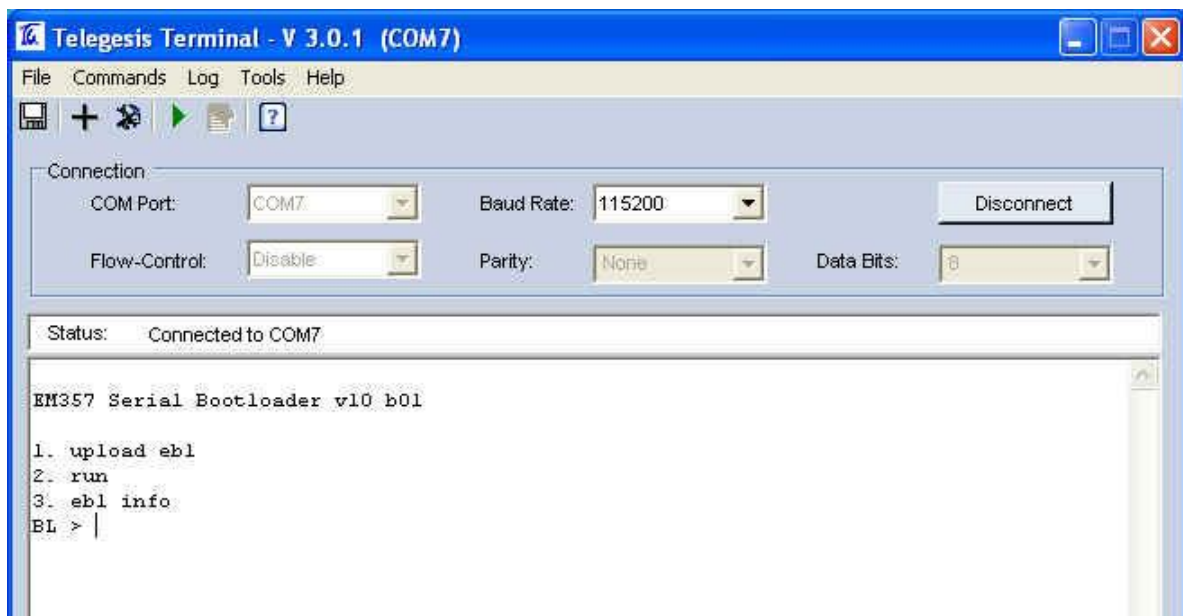 Telegesis Terminal - V 3.0.1 (COM7)
File Commands Log Tools Help
Connection
COM Port: COM7 Baud Rate: 115200 Disconnect
Flow-Control: Disable Parity: None Data Bits: 8
Status: Connected to COM7
EM357 Serial Bootloader v10 b01
1. upload ebl
2. run
3. ebl info
BL >